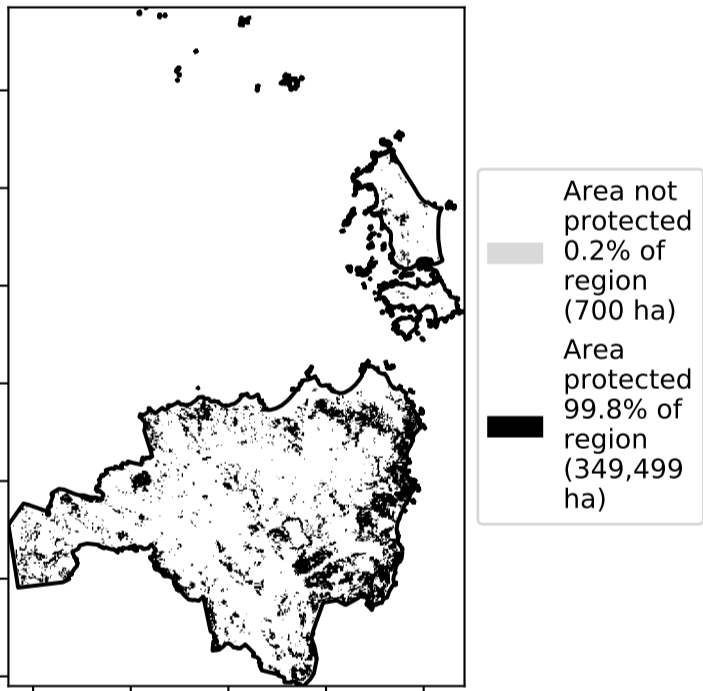 Area not
protected
0.2% of
region
(700 ha)
Area
protected
99.8% of
region
(349,499
ha)